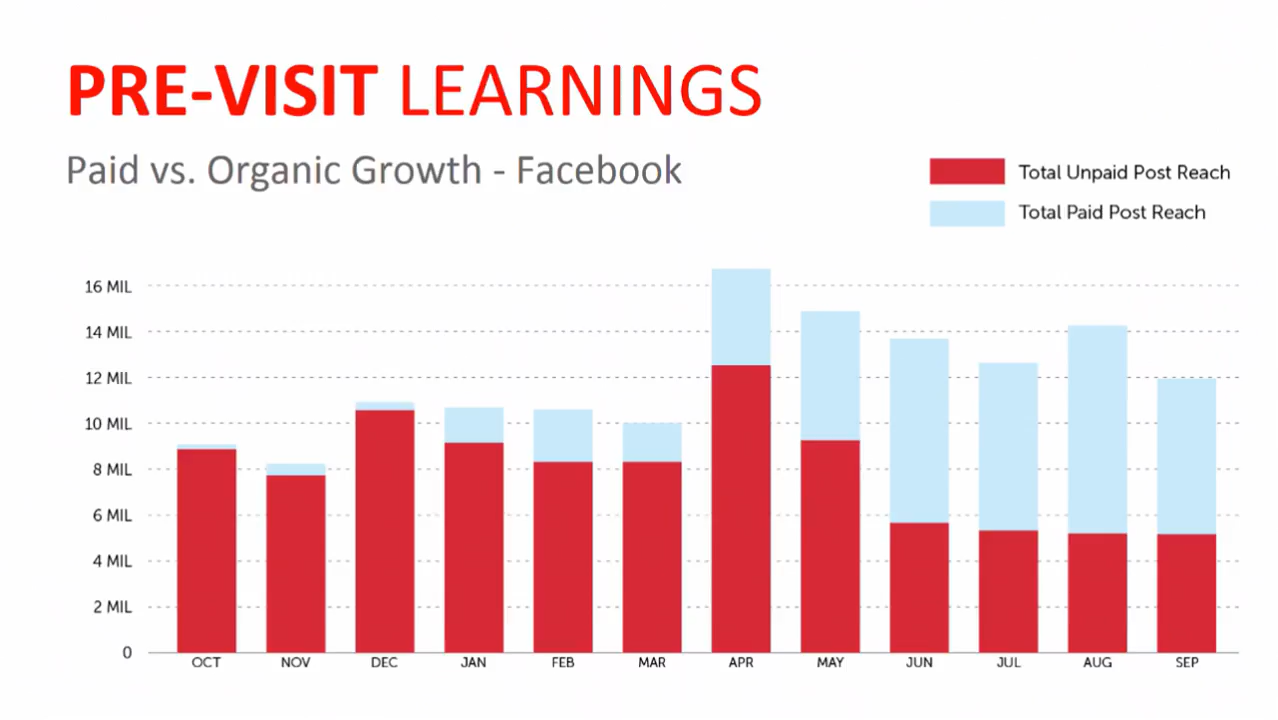 PRE-VISIT LEARNINGS
Paid vs. Organic Growth - Facebook
Total Unpaid Post Reach
Total Paid Post Reach
16 MIL
14 MIL
12 MIL
10 MIL
8 MIL
6 MIL
4 MIL
2 MIL
0
OCT NOV DEC JAN FEB MAR APR MAY JUN JUL AUG SEP